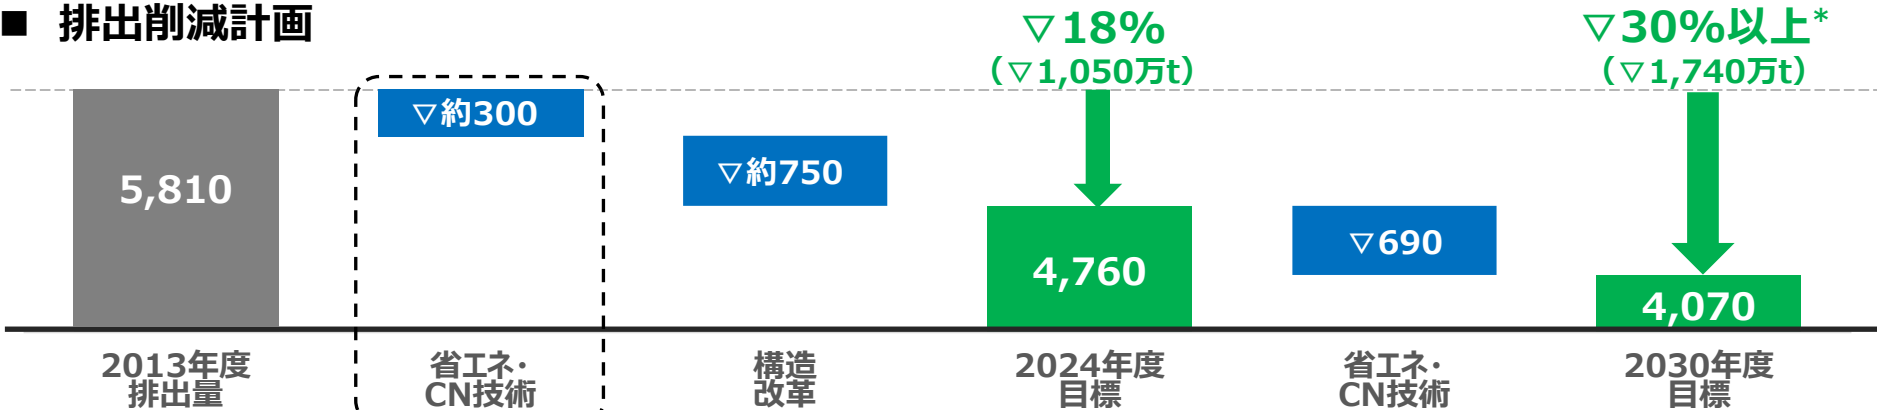 ■ 排出削減計画
▽18%
（▽1,050万t）
▽30%以上*
（▽1,740万t）
5,810
▽約300
▽約750
4,760
▽690
4,070
2013年度
排出量
省エネ・
CN技術
構造
改革
2024年度
目標
省エネ・
CN技術
2030年度
目標